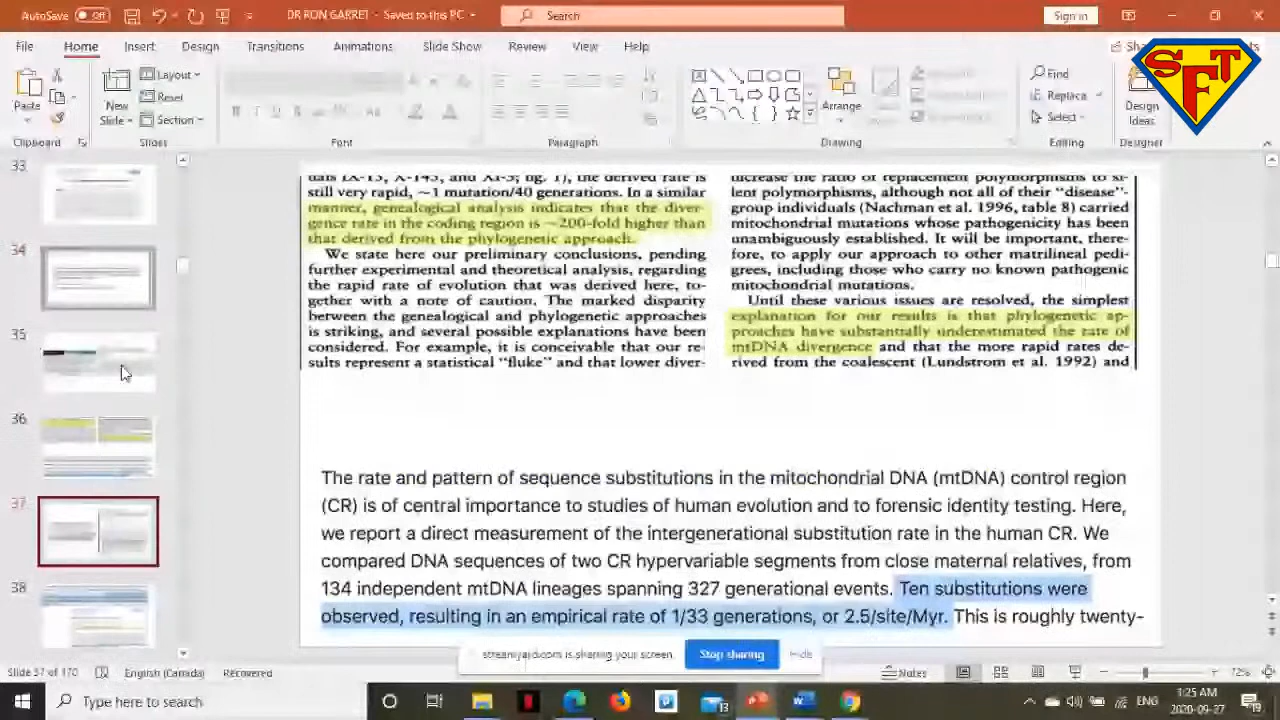 AutoSave Off
DR RON GARRET - Saved to this PC
Search
Sign in
File Home Insert Design Transitions Animations Slide Show Review View Help
SFT
Paste
New
Slide
Layout
Reset
Section
Arrange
Find
Replace
Select
Design
Ideas
Clipboard Slides Font Paragraph Drawing Editing Designer
33
34
35
36
37
38
still very rapid, ~1 mutation/40 generations. In a similar
manner, genealogical analysis indicates that the diver-
gence rate in the coding region is ~200-fold higher than
that derived from the phylogenetic approach.
We state here our preliminary conclusions, pending
further experimental and theoretical analysis, regarding
the rapid rate of evolution that was derived here, to-
gether with a note of caution. The marked disparity
between the genealogical and phylogenetic approaches
is striking, and several possible explanations have been
considered. For example, it is conceivable that our re-
sults represent a statistical "fluke" and that lower diver-
increase the ratio of replacement polymorphisms to si-
lent polymorphisms, although not all of their "disease"-
group individuals (Nachman et al. 1996, table 8) carried
mitochondrial mutations whose pathogenicity has been
unambiguously established. It will be important, there-
fore, to apply our approach to other matrilineal pedi-
grees, including those who carry no known pathogenic
mitochondrial mutations.
Until these various issues are resolved, the simplest
explanation for our results is that phylogenetic ap-
proaches have substantially underestimated the rate of
mtDNA divergence and that the more rapid rates de-
rived from the coalescent (Lundstrom et al. 1992) and
The rate and pattern of sequence substitutions in the mitochondrial DNA (mtDNA) control region
(CR) is of central importance to studies of human evolution and to forensic identity testing. Here,
we report a direct measurement of the intergenerational substitution rate in the human CR. We
compared DNA sequences of two CR hypervariable segments from close maternal relatives, from
134 independent mtDNA lineages spanning 327 generational events. Ten substitutions were
observed, resulting in an empirical rate of 1/33 generations, or 2.5/site/Myr. This is roughly twenty-
streamyard.com is sharing your screen.
Stop sharing
Hide
Slide 37 of 170
English (Canada)
Recovered
Notes
72%
Type here to search
13
ENG
1:25 AM
2020-09-27
19